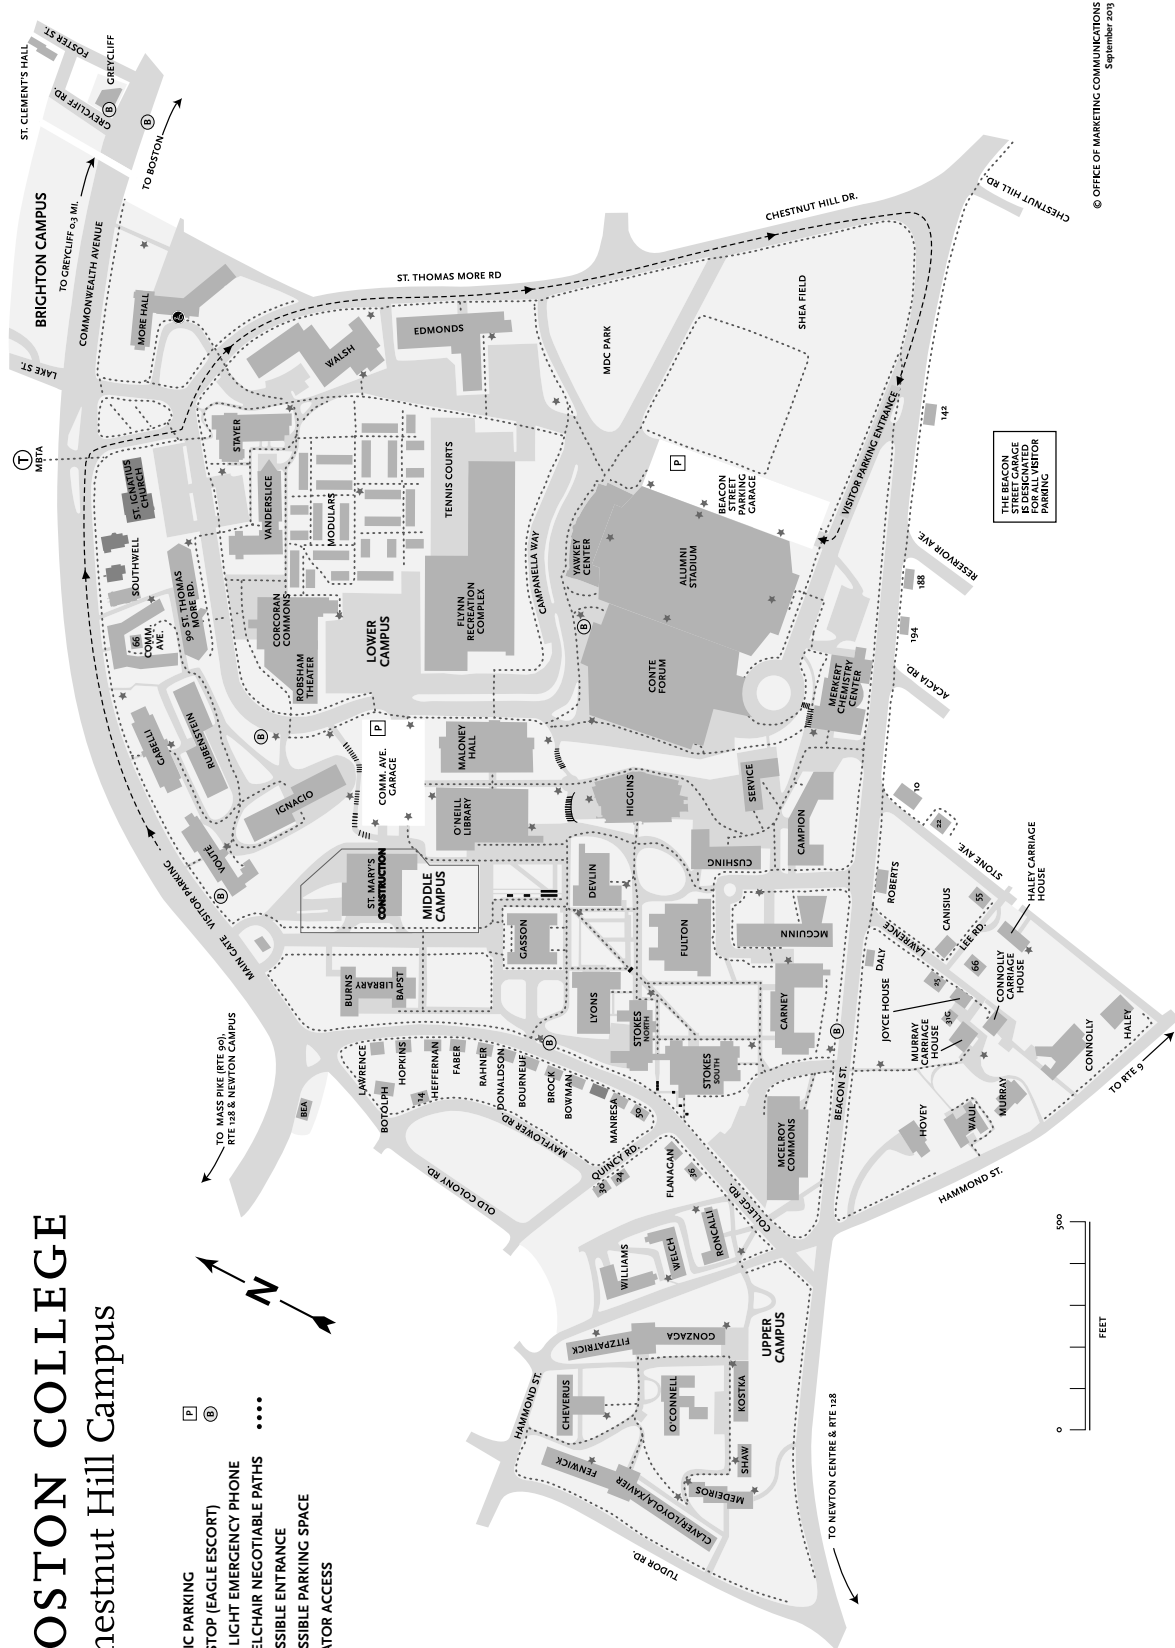 OSTON COLLEGE
hestnut Hill Campus
IC PARKING
STOP (EAGLE ESCORT)
LIGHT EMERGENCY PHONE
ELCHAIR NEGOTIABLE PATHS
SSIBLE ENTRANCE
SSIBLE PARKING SPACE
ATOR ACCESS
P
B
N
TO MASS PIKE (RTE 90),
RTE 128 & NEWTON CAMPUS
BEA
MAIN GATE
VISITOR PARKING
BRIGHTON CAMPUS
TO GREYCLIFF 0.3 MI.
COMMONWEALTH AVENUE
LAKE ST.
ST. CLEMENT'S HALL
FOSTER ST.
GREYCLIFF RD.
GREYCLIFF
B
B
TO BOSTON
T
MBTA
MORE HALL
ST. IGNATIUS
CHURCH
SOUTHWELL
66
COMM.
AVE.
90 ST. THOMAS
MORE RD.
GABELLI
RUBENSTEIN
IGNACIO
VOUTE
B
B
STAYER
VANDERSLICE
WALSH
EDMONDS
MODULARS
CORCORAN
COMMONS
ROBSHAM
THEATER
LOWER
CAMPUS
TENNIS COURTS
FLYNN
RECREATION
COMPLEX
CAMPANELLA WAY
ST. THOMAS MORE RD
MDC PARK
SHEA FIELD
CHESTNUT HILL DR.
CHESTNUT HILL RD.
YAWKEY
CENTER
ALUMNI
STADIUM
B
CONTE
FORUM
P
BEACON
STREET
PARKING
GARAGE
VISITOR PARKING ENTRANCE
THE BEACON
STREET GARAGE
IS DESIGNATED
FOR ALL VISITOR
PARKING
142
RESERVOIR AVE.
188
194
ACACIA RD.
MERKERT
CHEMISTRY
CENTER
P
COMM. AVE.
GARAGE
MALONEY
HALL
O'NEILL
LIBRARY
HIGGINS
SERVICE
CAMPION
CUSHING
DEVLIN
FULTON
MCGUINN
ST. MARY'S
CONSTRUCTION
MIDDLE
CAMPUS
GASSON
BURNS
LIBRARY
BAPST
LYONS
STOKES
NORTH
STOKES
SOUTH
CARNEY
MCELROY
COMMONS
B
B
BEACON ST.
LAWRENCE
BOTOLPH
HOPKINS
14
HEFFERNAN
FABER
RAHNER
DONALDSON
BOURNEUF
BROCK
BOWMAN
MANRESA
50
MAYFLOWER RD
OLD COLONY RD.
QUINCY RD.
30
24
FLANAGAN
36
COLLEGE RD.
WILLIAMS
WELCH
RONCALLI
FITZPATRICK
GONZAGA
UPPER
CAMPUS
CHEVERUS
O'CONNELL
KOSTKA
SHAW
MEDEIROS
FENWICK
CLAVER/LOYOLA/XAVIER
HAMMOND ST.
TUDOR RD.
TO NEWTON CENTRE & RTE 128
10
22
STONE AVE.
ROBERTS
CANISIUS
55
LEE RD.
LAWRENCE
HALEY CARRIAGE
HOUSE
DALY
25
66
JOYCE HOUSE
31C
CONNOLLY
CARRIAGE
HOUSE
MURRAY
CARRIAGE
HOUSE
CONNOLLY
HALEY
HOVEY
WAUL
MURRAY
HAMMOND ST.
TO RTE 9
0
500
FEET
© OFFICE OF MARKETING COMMUNICATIONS
September 2013